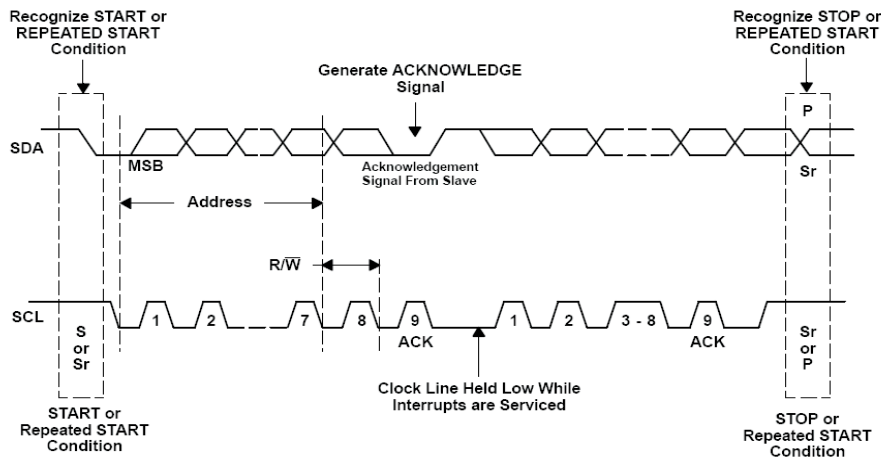 Recognize START or
REPEATED START
Condition
Recognize STOP or
REPEATED START
Condition
Generate ACKNOWLEDGE
Signal
P
SDA
MSB
Acknowledgement
Signal From Slave
Sr
Address
R/W̅
SCL
S
or
Sr
1
2
7
8
9
ACK
1
2
3 - 8
9
ACK
Sr
or
P
Clock Line Held Low While
Interrupts are Serviced
START or
Repeated START
Condition
STOP or
Repeated START
Condition